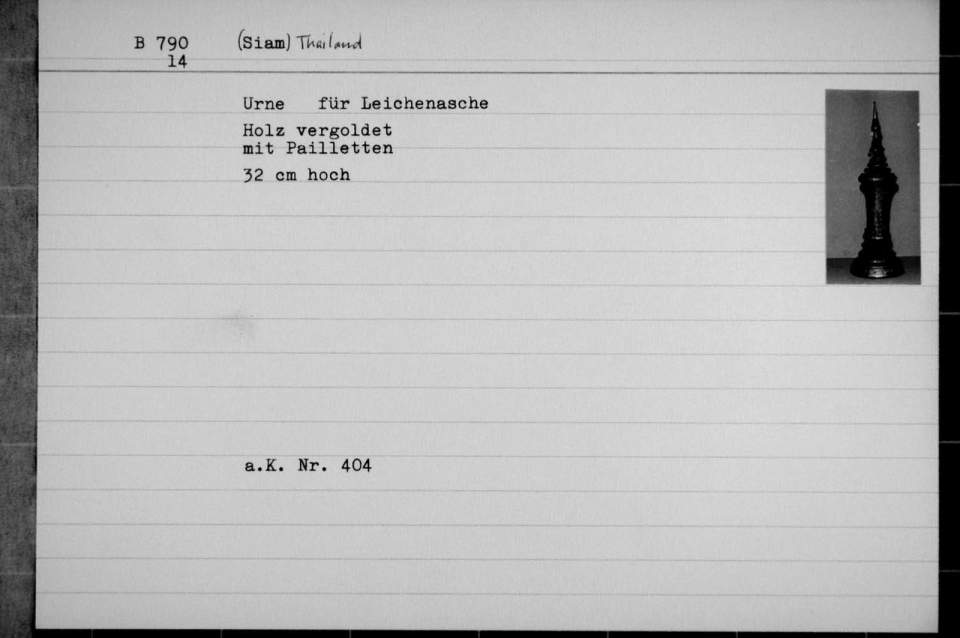 B 790 (Siam) Thailand
14
Urne für Leichenasche
Holz vergoldet
mit Pailletten
32 cm hoch
a.K. Nr. 404